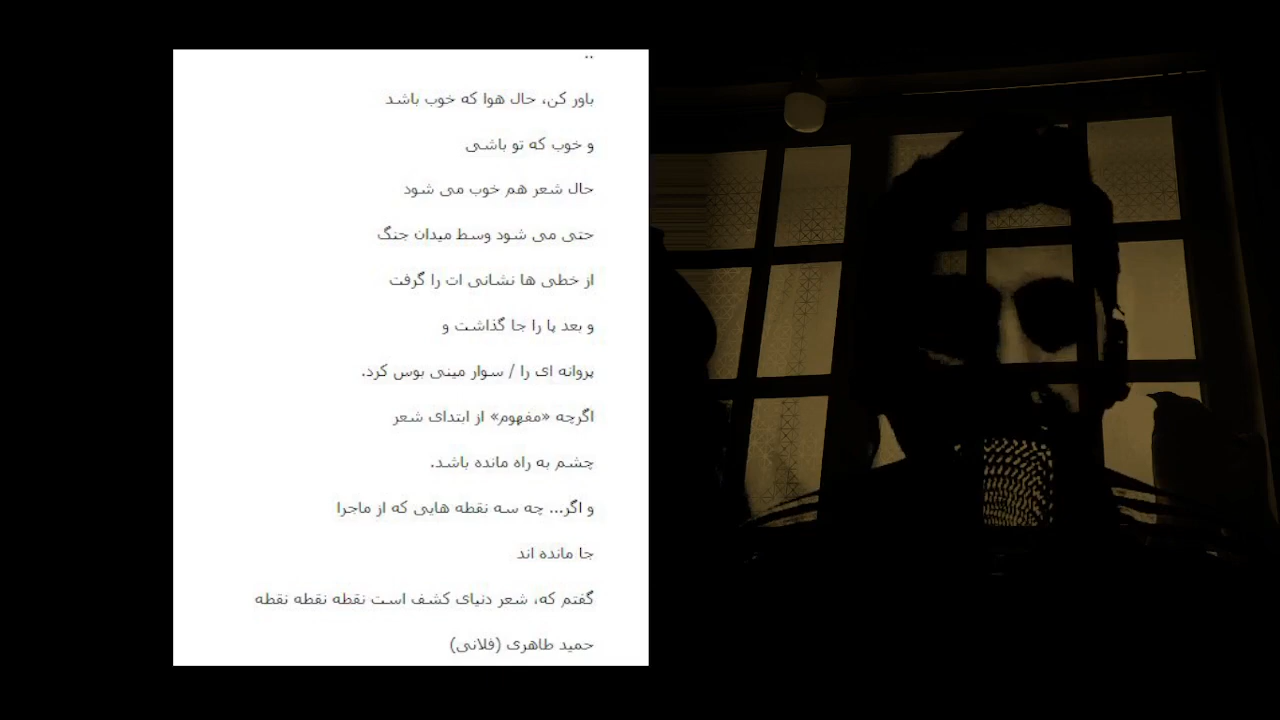 ..
باور کن، حال هوا که خوب باشد
و خوب که تو باشی
حال شعر هم خوب می شود
حتی می شود وسط میدان جنگ
از خطی ها نشانی ات را گرفت
و بعد پا را جا گذاشت و
پروانه ای را / سوار مینی بوس کرد.
اگرچه «مفهوم» از ابتدای شعر
چشم به راه مانده باشد.
و اگر... چه سه نقطه هایی که از ماجرا
جا مانده اند
گفتم که، شعر دنیای کشف است نقطه نقطه نقطه
حمید طاهری (فلانی)